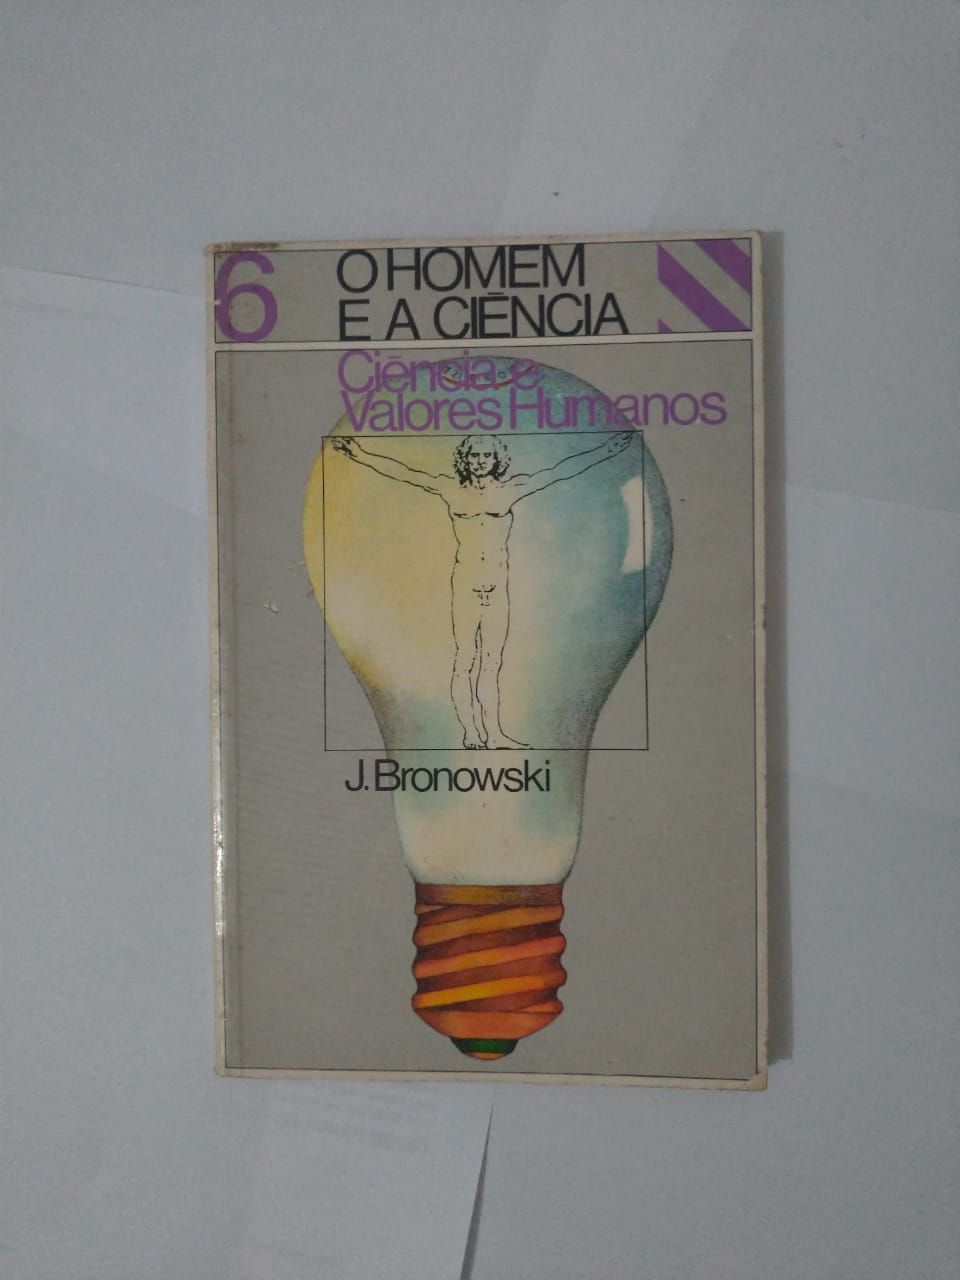 6
O HOMEM
E A CIÊNCIA
Ciência e
Valores Humanos
J. Bronowski